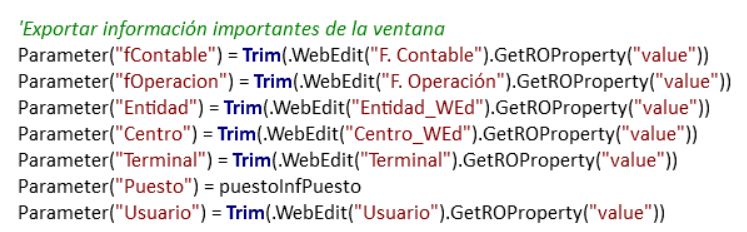 'Exportar información importantes de la ventana
Parameter("fContable") = Trim(.WebEdit("F. Contable").GetROProperty("value"))
Parameter("fOperacion") = Trim(.WebEdit("F. Operación").GetROProperty("value"))
Parameter("Entidad") = Trim(.WebEdit("Entidad_WEd").GetROProperty("value"))
Parameter("Centro") = Trim(.WebEdit("Centro_WEd").GetROProperty("value"))
Parameter("Terminal") = Trim(.WebEdit("Terminal").GetROProperty("value"))
Parameter("Puesto") = puestoInfPuesto
Parameter("Usuario") = Trim(.WebEdit("Usuario").GetROProperty("value"))